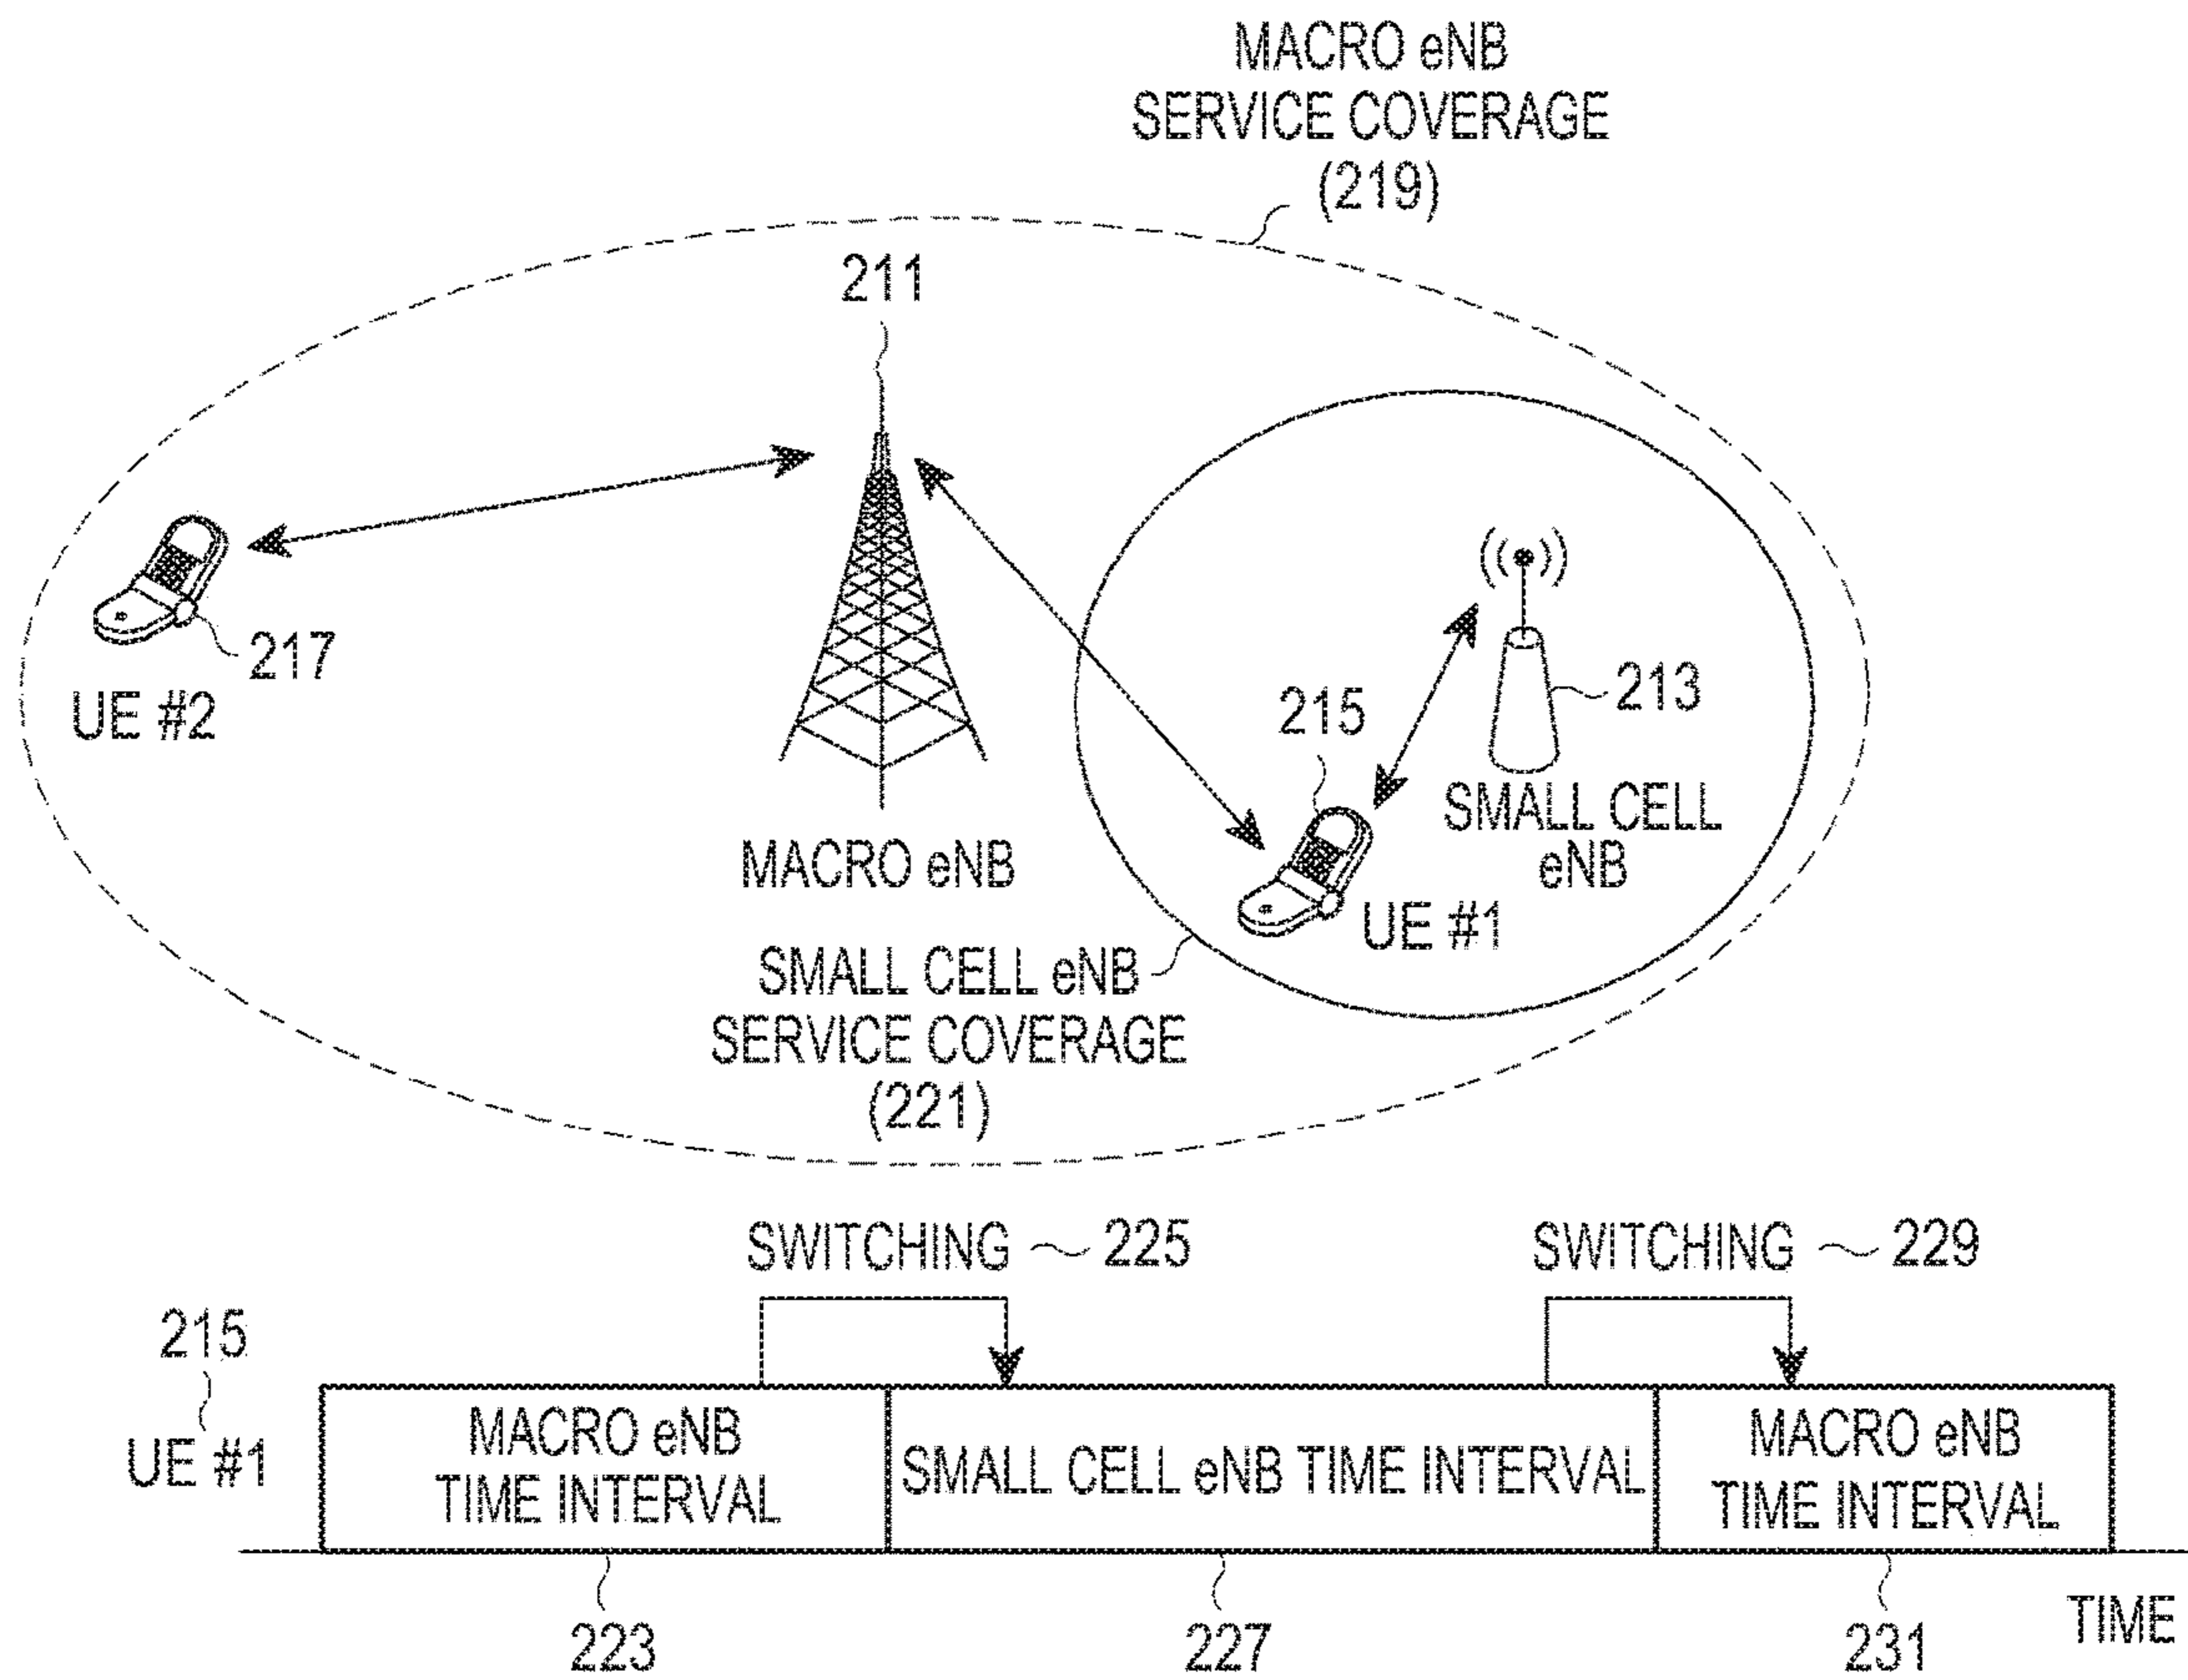 MACRO eNB
SERVICE COVERAGE
(219)
211
217
UE #2
215
213
SMALL CELL
eNB
MACRO eNB
UE #1
SMALL CELL eNB
SERVICE COVERAGE
(221)
SWITCHING ~ 225
SWITCHING ~ 229
215
UE #1
MACRO eNB
TIME INTERVAL
SMALL CELL eNB TIME INTERVAL
MACRO eNB
TIME INTERVAL
223
227
231
TIME